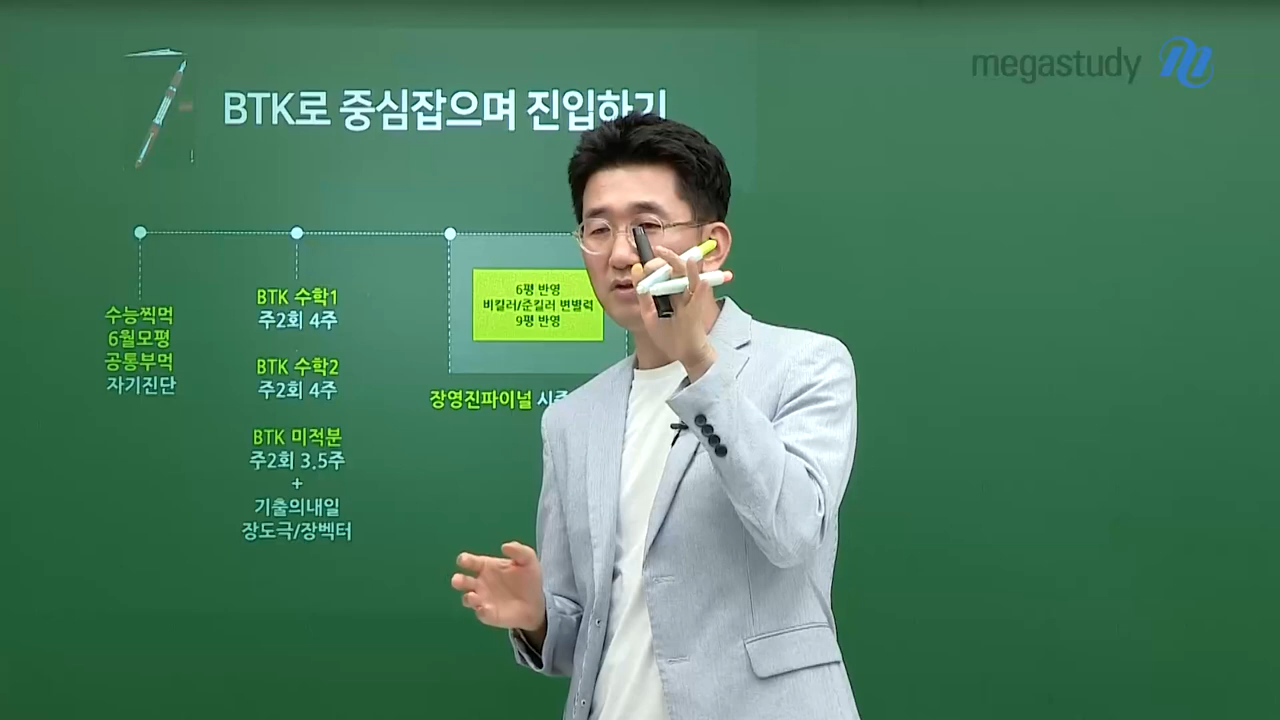 megastudy
BTK로 중심잡으며 진입하기
수능찍먹
6월모평
공통부먹
자기진단
BTK 수학1
주2회 4주
BTK 수학2
주2회 4주
BTK 미적분
주2회 3.5주
+
기출의내일
장도극/장벡터
6평 반영
비킬러/준킬러 변별력
9평 반영
장영진파이널